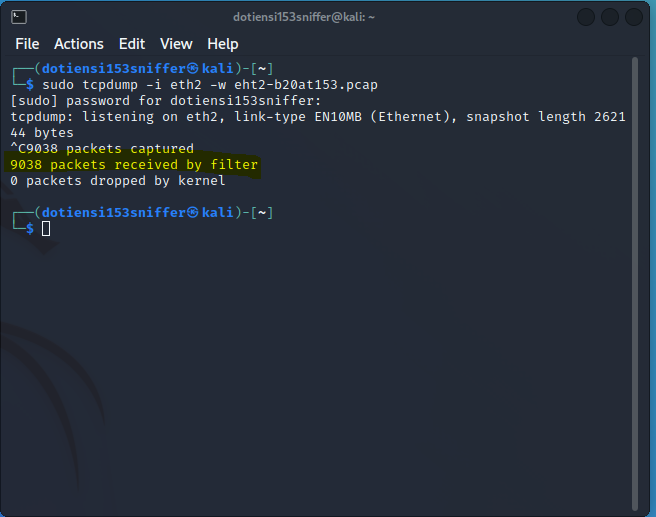 dotiensi153sniffer@kali: ~
File Actions Edit View Help
┌──(dotiensi153sniffer㉿kali)-[~]
└─$ sudo tcpdump -i eth2 -w eht2-b20at153.pcap
[sudo] password for dotiensi153sniffer:
tcpdump: listening on eth2, link-type EN10MB (Ethernet), snapshot length 2621
44 bytes
^C9038 packets captured
9038 packets received by filter
0 packets dropped by kernel
┌──(dotiensi153sniffer㉿kali)-[~]
└─$